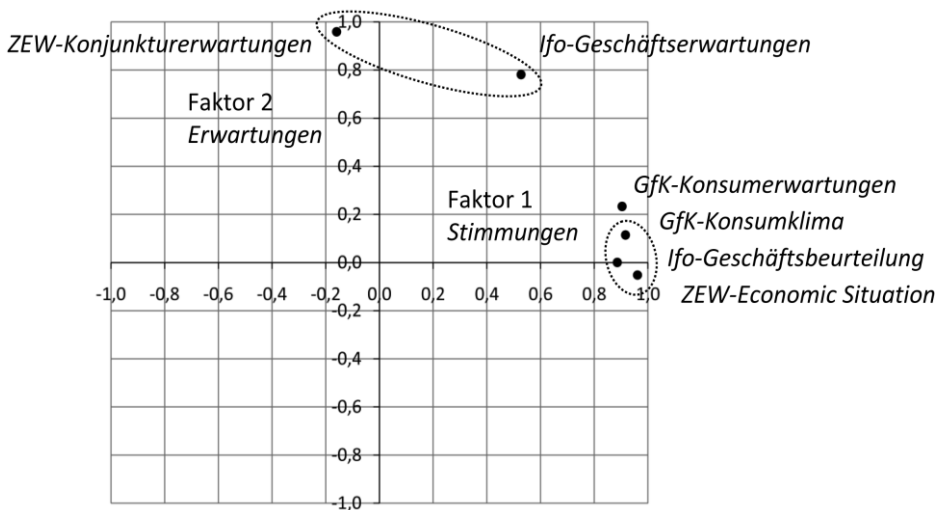 1,0
ZEW-Konjunkturerwartungen
Ifo-Geschäftserwartungen
0,8
Faktor 2
0,6
Erwartungen
0,4
GfK-Konsumerwartungen
Faktor 1
0,2
GfK-Konsumklima
Stimmungen
0,0
Ifo-Geschäftsbeurteilung
-1,0 -0,8 -0,6 -0,4 -0,2 0,0 0,2 0,4 0,6 0,8 1,0
ZEW-Economic Situation
-0,2
-0,4
-0,6
-0,8
-1,0